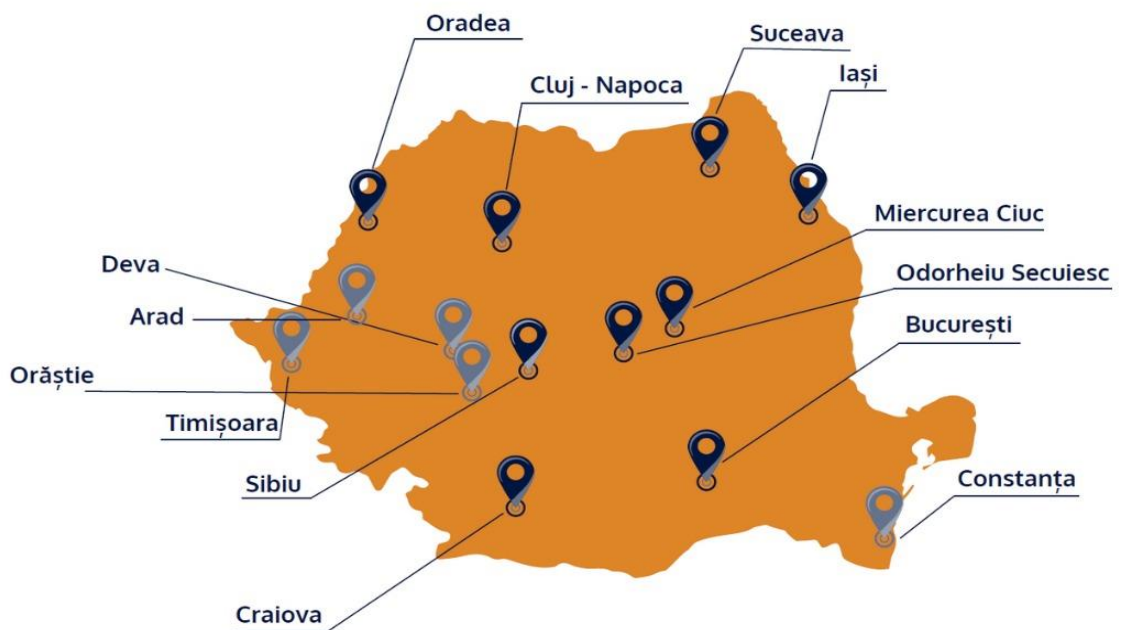 Oradea
Suceava
Iași
Cluj - Napoca
Miercurea Ciuc
Deva
Odorheiu Secuiesc
Arad
București
Orăștie
Timișoara
Sibiu
Constanța
Craiova